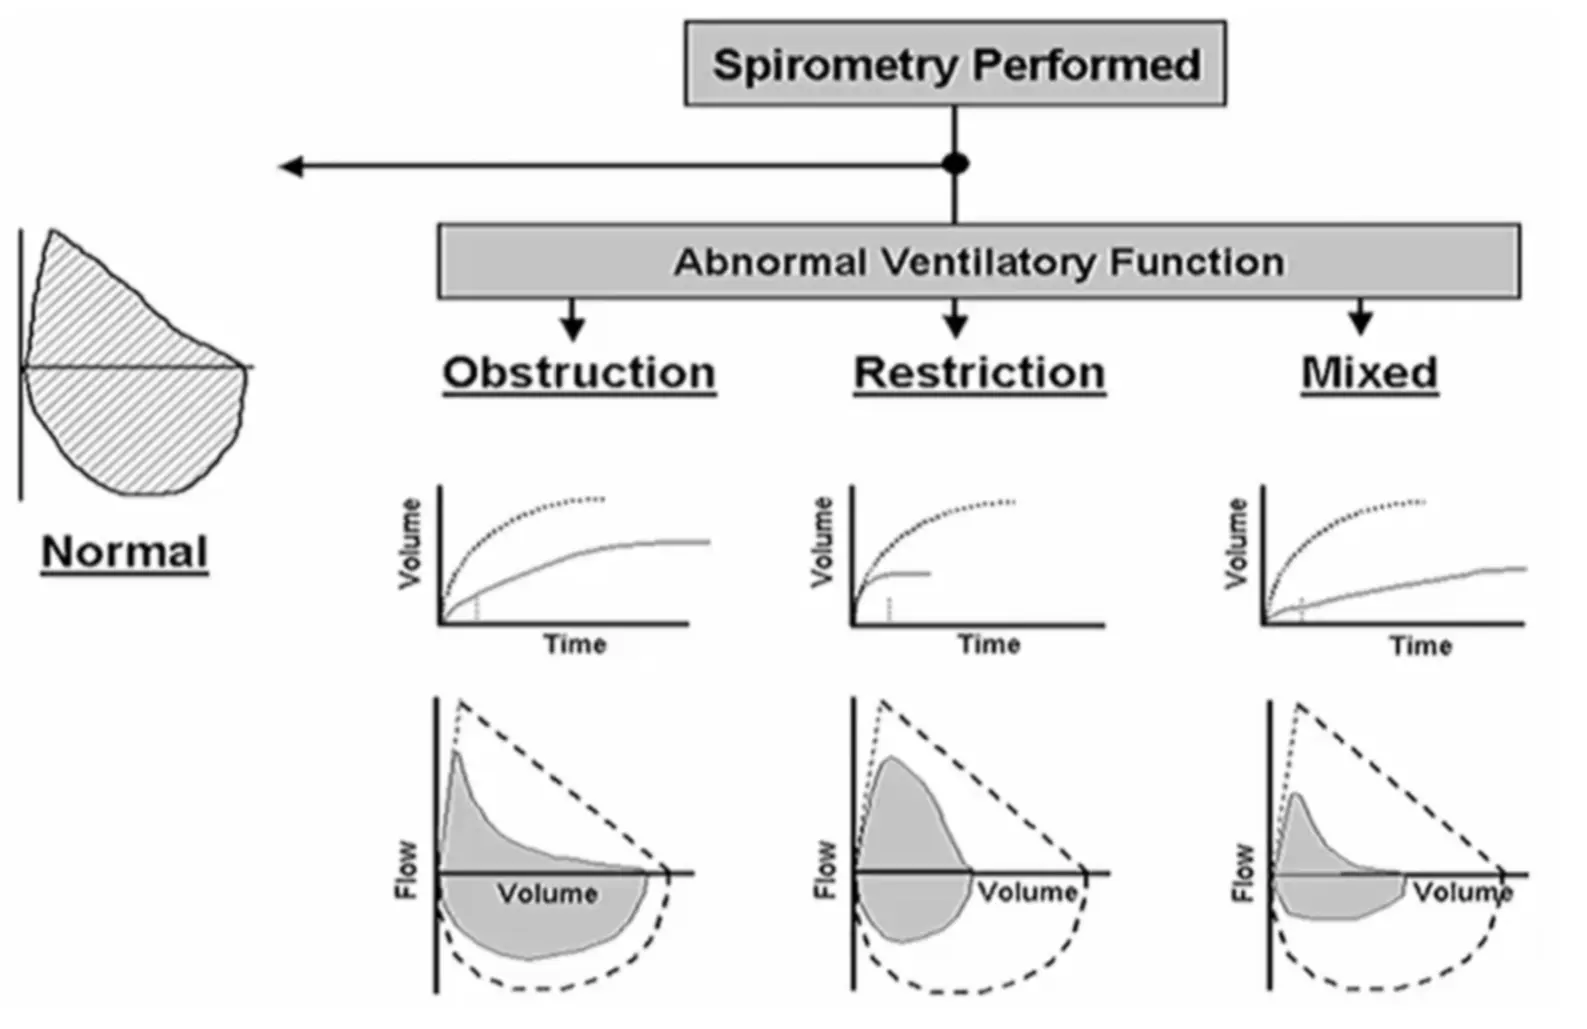 Spirometry Performed
Abnormal Ventilatory Function
Obstruction
Restriction
Mixed
Normal
Volume
Time
Volume
Time
Volume
Time
Flow
Volume
Flow
Volume
Flow
Volume